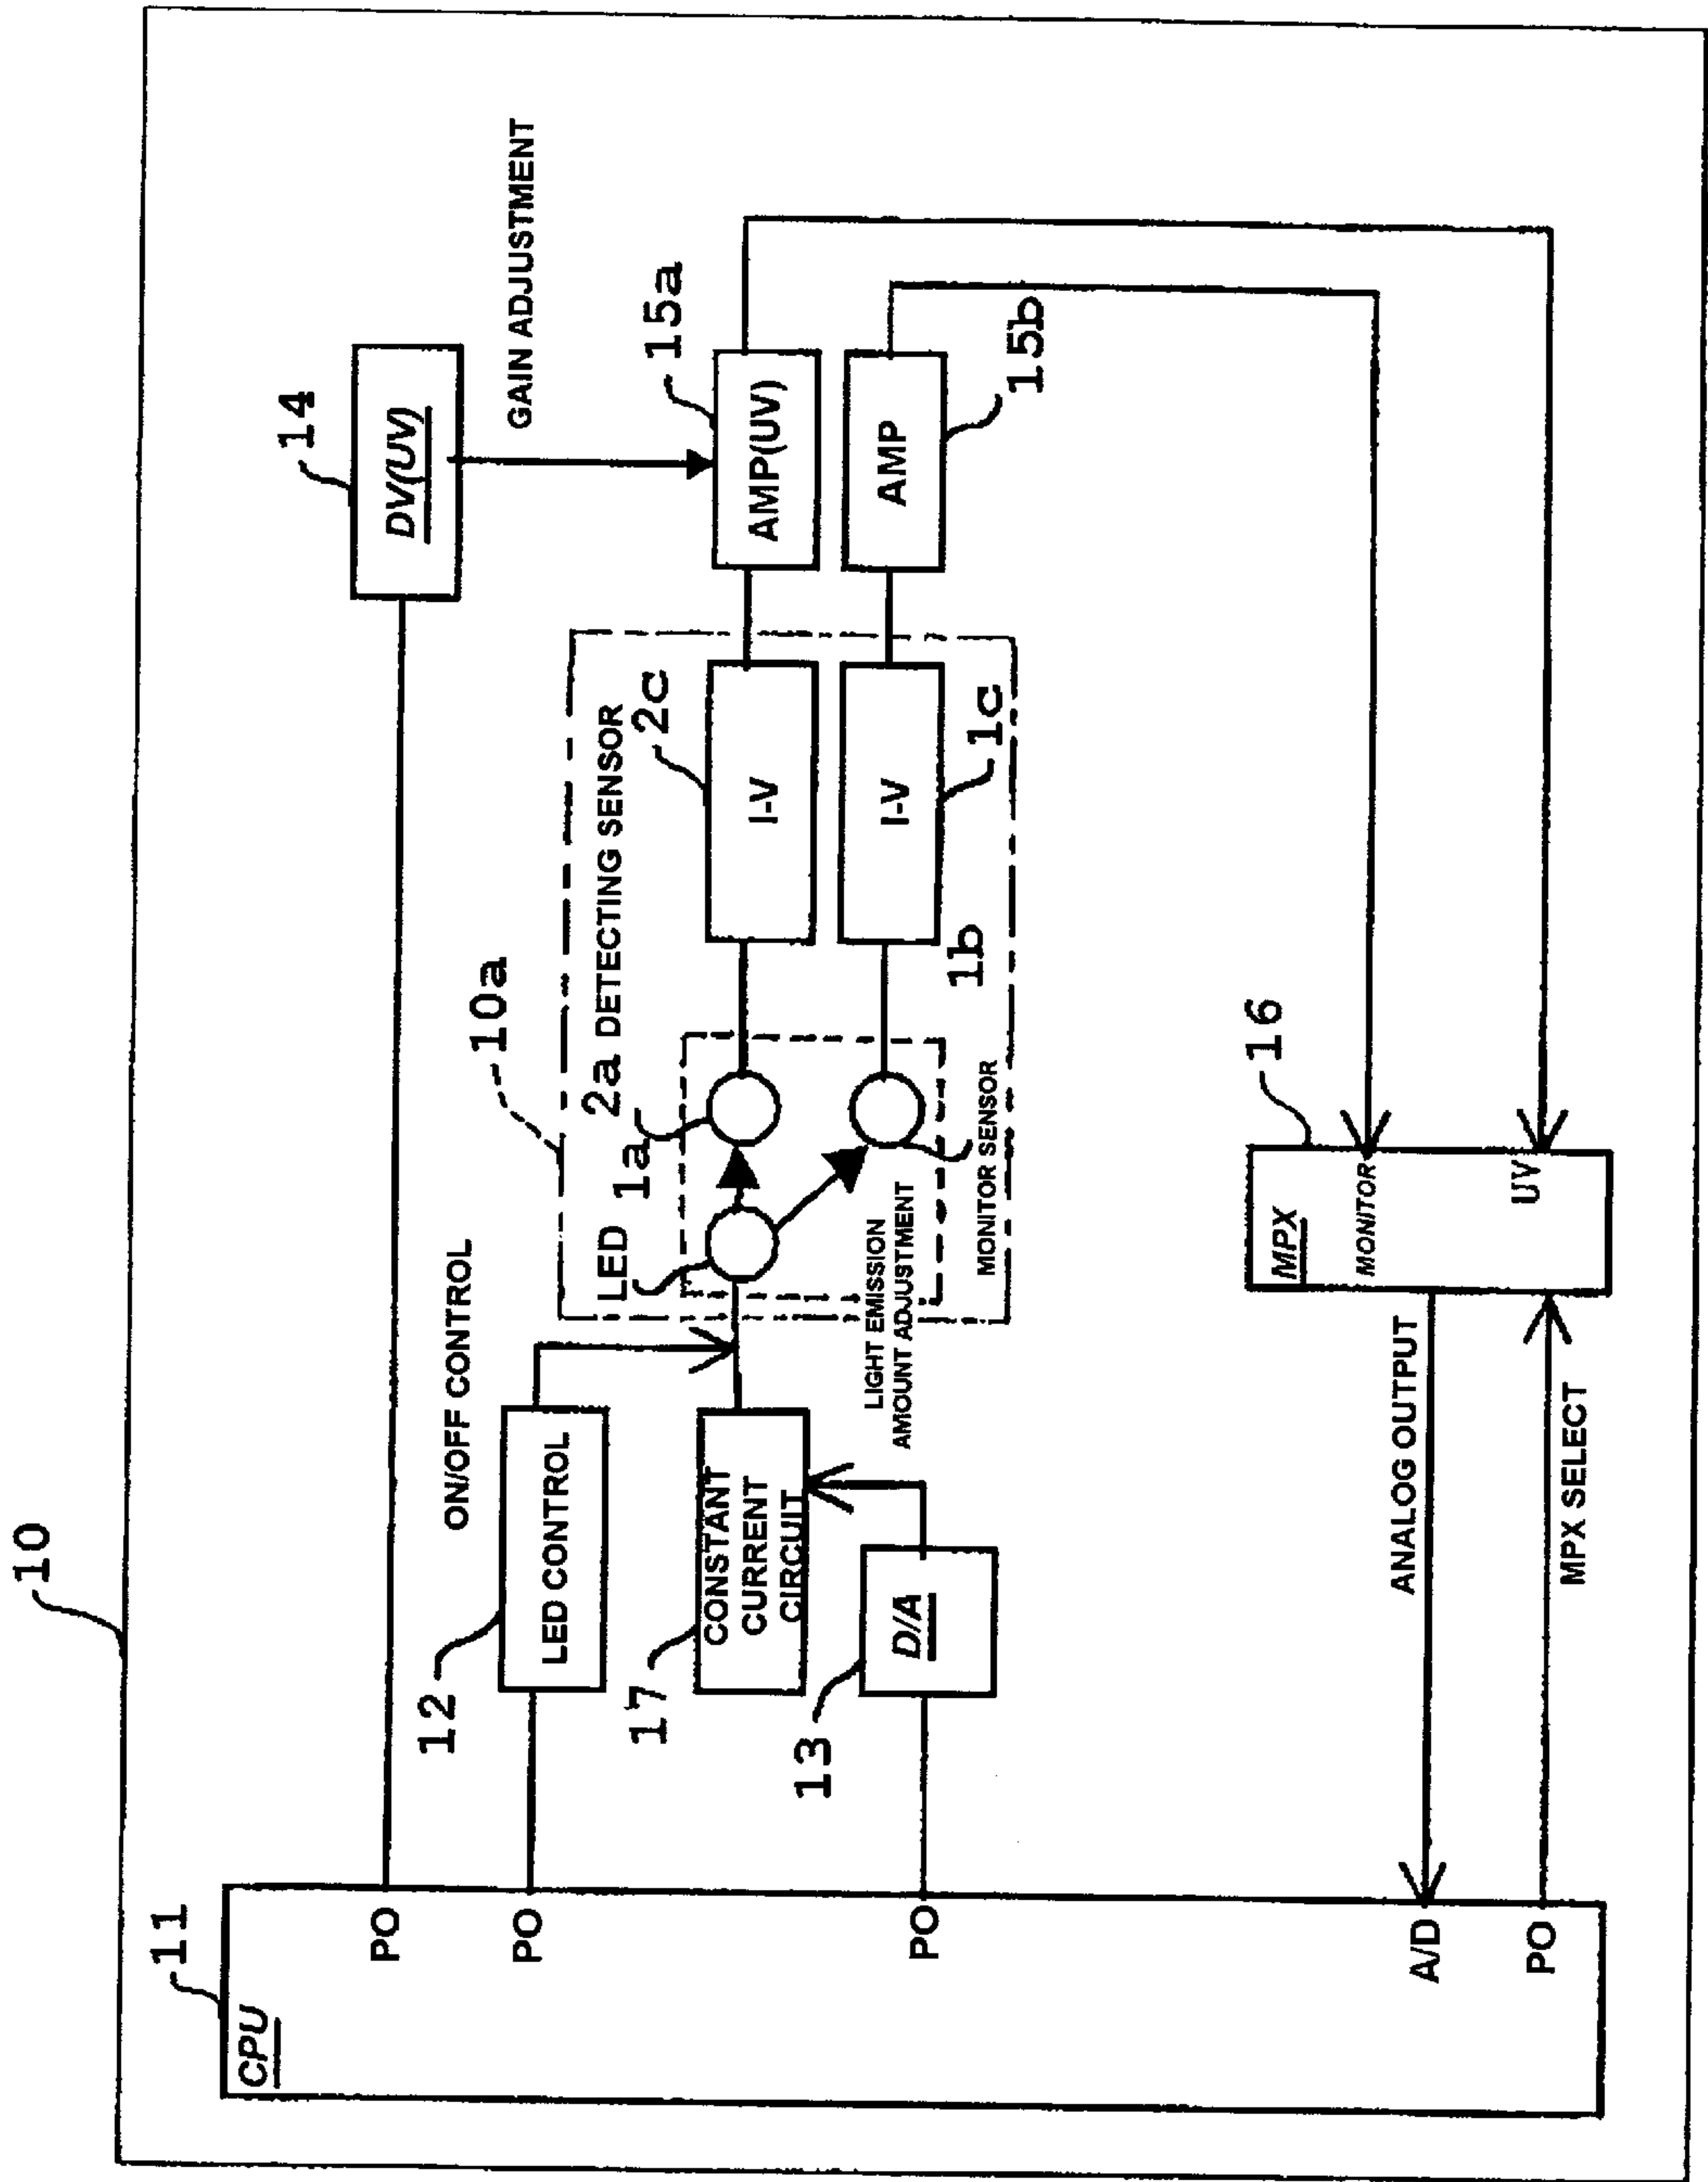 10
11
CPU
PO
PO
PO
A/D
PO
14
DV(UV)
GAIN ADJUSTMENT
ON/OFF CONTROL
12
LED CONTROL
17
CONSTANT
CURRENT
CIRCUIT
13
D/A
LIGHT EMISSION
AMOUNT ADJUSTMENT
10a
LED
1a
2a DETECTING SENSOR
2c
I-V
I-V
1c
1b
MONITOR SENSOR
15a
AMP(UV)
AMP
15b
16
MPX
MONITOR
UV
ANALOG OUTPUT
MPX SELECT